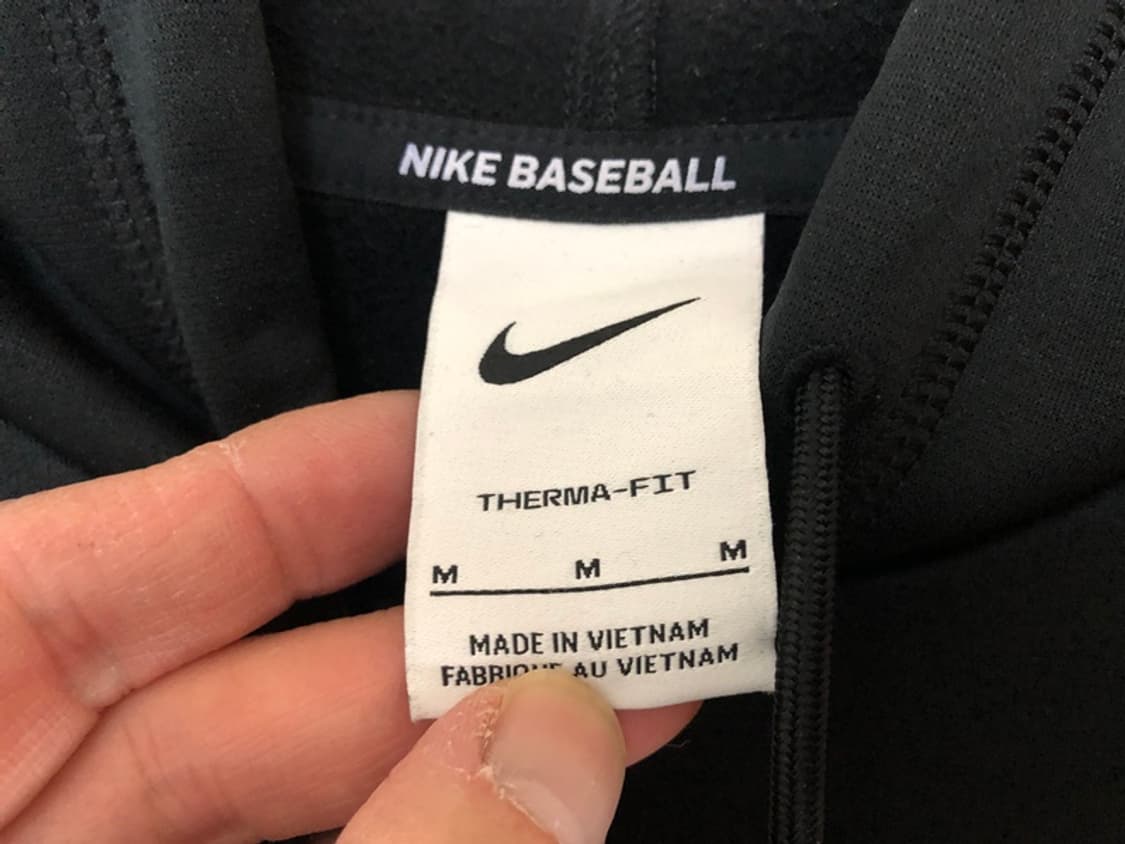 NIKE BASEBALL
THERMA-FIT
M M M
MADE IN VIETNAM
AU VIETNAM